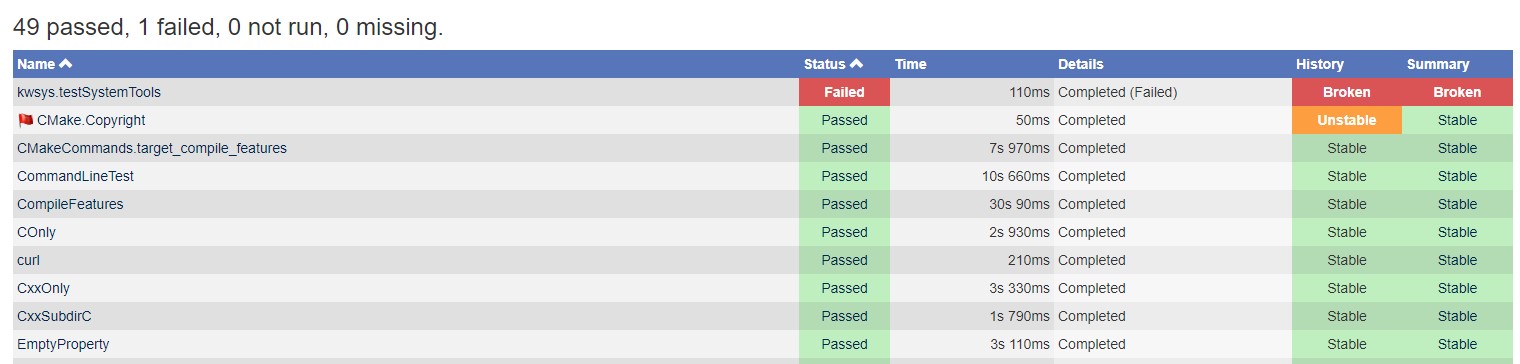 49 passed, 1 failed, 0 not run, 0 missing.
Name Status Time Details History Summary
kwsys.testSystemTools Failed 110ms Completed (Failed) Broken Broken
CMake.Copyright Passed 50ms Completed Unstable Stable
CMakeCommands.target_compile_features Passed 7s 970ms Completed Stable Stable
CommandLineTest Passed 10s 660ms Completed Stable Stable
CompileFeatures Passed 30s 90ms Completed Stable Stable
COnly Passed 2s 930ms Completed Stable Stable
curl Passed 210ms Completed Stable Stable
CxxOnly Passed 3s 330ms Completed Stable Stable
CxxSubdirC Passed 1s 790ms Completed Stable Stable
EmptyProperty Passed 3s 110ms Completed Stable Stable